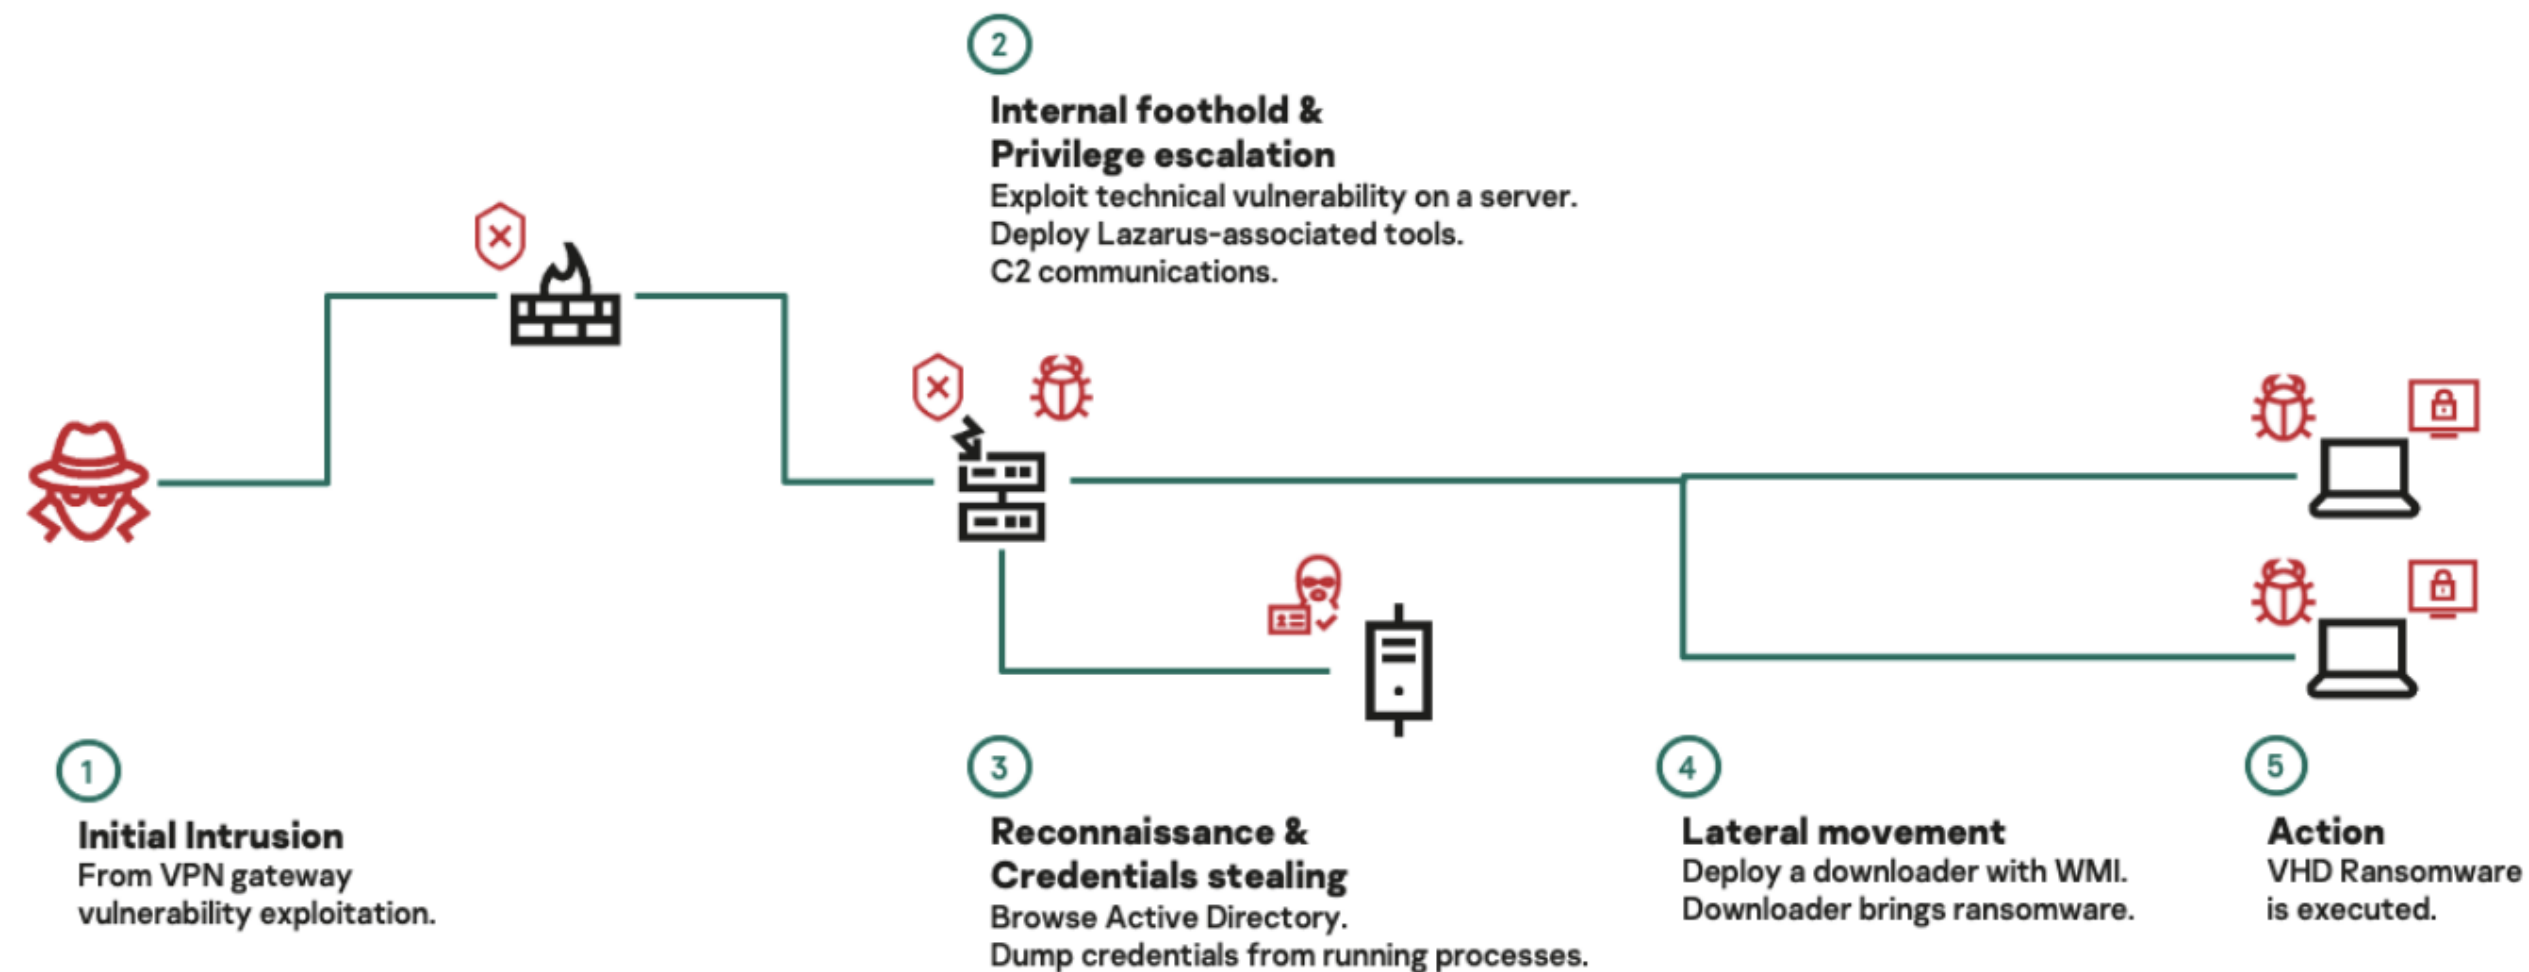 2
Internal foothold &
Privilege escalation
Exploit technical vulnerability on a server.
Deploy Lazarus-associated tools.
C2 communications.
1
Initial Intrusion
From VPN gateway
vulnerability exploitation.
3
Reconnaissance &
Credentials stealing
Browse Active Directory.
Dump credentials from running processes.
4
Lateral movement
Deploy a downloader with WMI.
Downloader brings ransomware.
5
Action
VHD Ransomware
is executed.